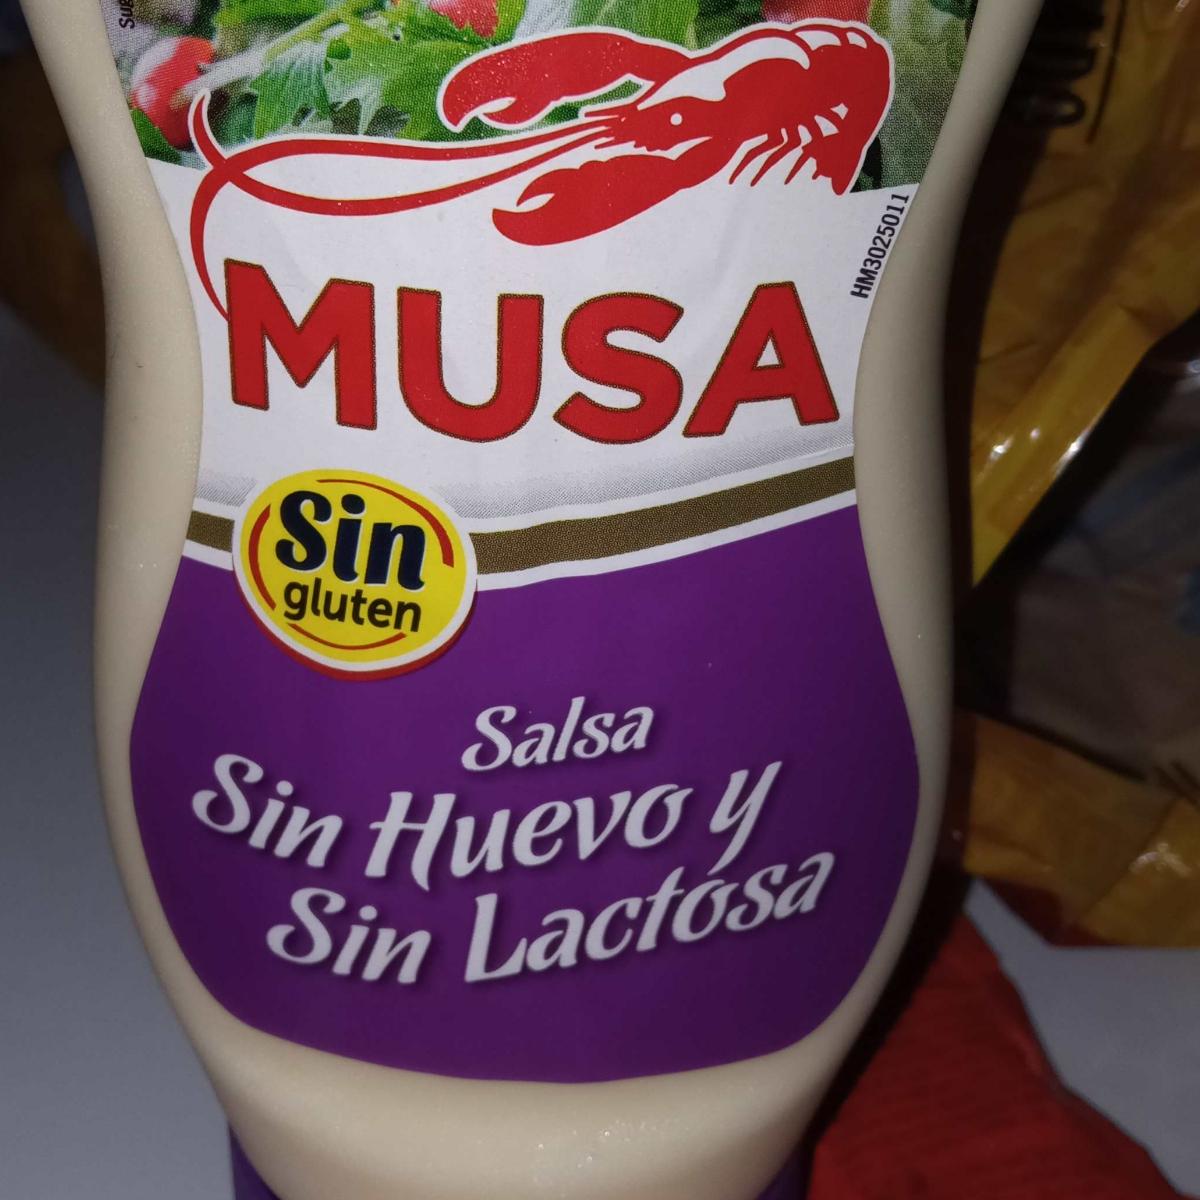 HM3025011
MUSA
Sin
gluten
Salsa
Sin Huevo y
Sin Lactosa